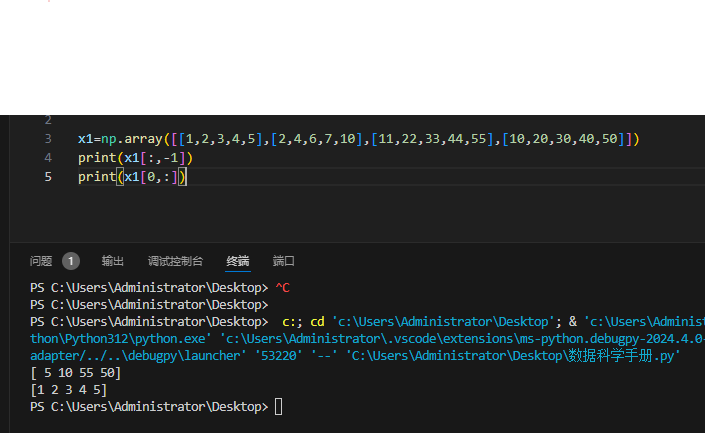 2
3 x1=np.array([[1,2,3,4,5],[2,4,6,7,10],[11,22,33,44,55],[10,20,30,40,50]])
4 print(x1[:,-1])
5 print(x1[0,:])
问题 1 输出 调试控制台 终端 端口
PS C:\Users\Administrator\Desktop> ^C
PS C:\Users\Administrator\Desktop>
PS C:\Users\Administrator\Desktop>  c:; cd 'c:\Users\Administrator\Desktop'; & 'c:\Users\Administ
thon\Python312\python.exe' 'c:\Users\Administrator\.vscode\extensions\ms-python.debugpy-2024.4.0-
adapter/../..\debugpy\launcher' '53220' '--' 'C:\Users\Administrator\Desktop\数据科学手册.py'
[ 5 10 55 50]
[1 2 3 4 5]
PS C:\Users\Administrator\Desktop>